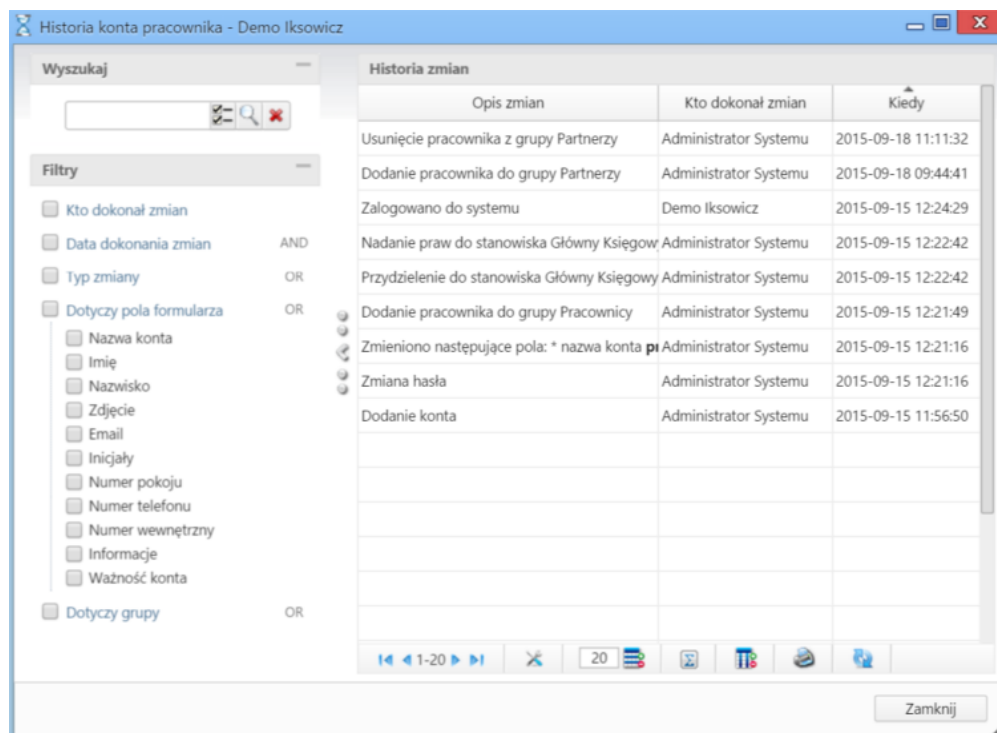 Historia konta pracownika - Demo Iksowicz
Wyszukaj
Filtry
Kto dokonał zmian
Data dokonania zmian AND
Typ zmiany OR
Dotyczy pola formularza OR
Nazwa konta
Imię
Nazwisko
Zdjęcie
Email
Inicjały
Numer pokoju
Numer telefonu
Numer wewnętrzny
Informacje
Ważność konta
Dotyczy grupy OR
Historia zmian
Opis zmian Kto dokonał zmian Kiedy
Usunięcie pracownika z grupy Partnerzy Administrator Systemu 2015-09-18 11:11:32
Dodanie pracownika do grupy Partnerzy Administrator Systemu 2015-09-18 09:44:41
Zalogowano do systemu Demo Iksowicz 2015-09-15 12:24:29
Nadanie praw do stanowiska Główny Księgowy Administrator Systemu 2015-09-15 12:22:42
Przydzielenie do stanowiska Główny Księgowy Administrator Systemu 2015-09-15 12:22:42
Dodanie pracownika do grupy Pracownicy Administrator Systemu 2015-09-15 12:21:49
Zmieniono następujące pola: * nazwa konta Administrator Systemu 2015-09-15 12:21:16
Zmiana hasła Administrator Systemu 2015-09-15 12:21:16
Dodanie konta Administrator Systemu 2015-09-15 11:56:50
1-20 20
Zamknij